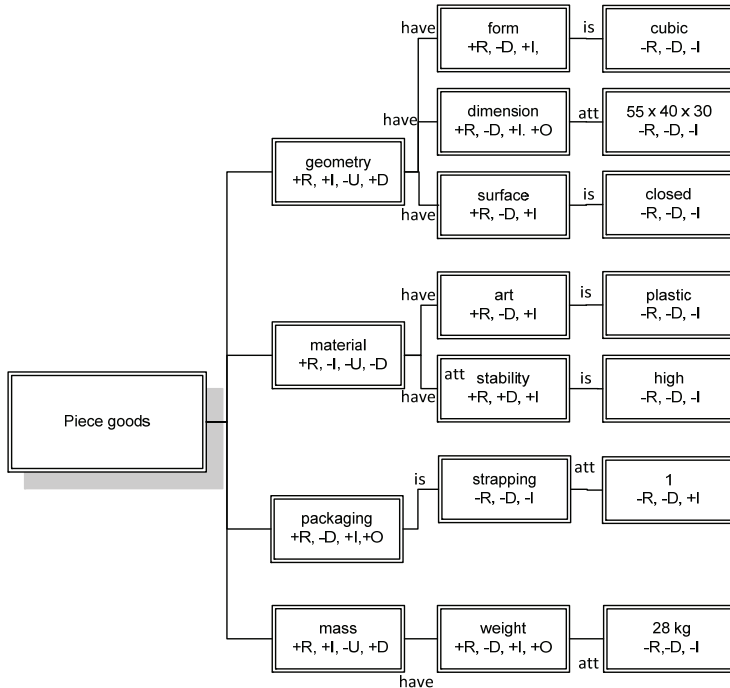 have
form
+R, -D, +I,
is
cubic
-R, -D, -I
have
dimension
+R, -D, +I. +O
att
55 x 40 x 30
-R, -D, -I
geometry
+R, +I, -U, +D
have
surface
+R, -D, +I
is
closed
-R, -D, -I
have
art
+R, -D, +I
is
plastic
-R, -D, -I
material
+R, -I, -U, -D
att
have
stability
+R, +D, +I
is
high
-R, -D, -I
Piece goods
is
strapping
-R, -D, -I
att
1
-R, -D, +I
packaging
+R, -D, +I,+O
mass
+R, +I, -U, +D
have
weight
+R, -D, +I, +O
att
28 kg
-R,-D, -I